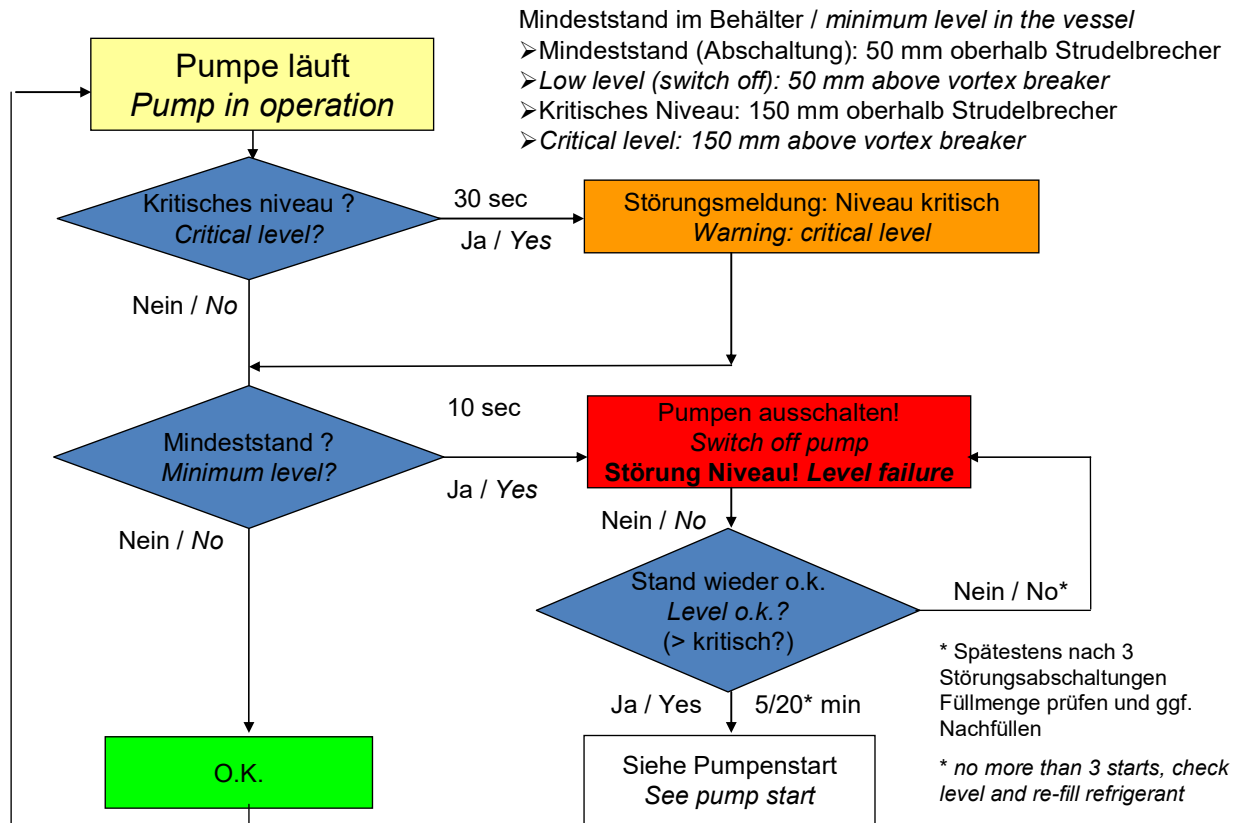 Mindeststand im Behälter / minimum level in the vessel
➢Mindeststand (Abschaltung): 50 mm oberhalb Strudelbrecher
➢Low level (switch off): 50 mm above vortex breaker
➢Kritisches Niveau: 150 mm oberhalb Strudelbrecher
➢Critical level: 150 mm above vortex breaker
Pumpe läuft
Pump in operation
Kritisches niveau ?
Critical level?
30 sec
Ja / Yes
Störungsmeldung: Niveau kritisch
Warning: critical level
Nein / No
Mindeststand ?
Minimum level?
10 sec
Ja / Yes
Pumpen ausschalten!
Switch off pump
Störung Niveau! Level failure
Nein / No
Nein / No
Stand wieder o.k.
Level o.k.?
(> kritisch?)
Nein / No*
Ja / Yes
5/20* min
* Spätestens nach 3
Störungsabschaltungen
Füllmenge prüfen und ggf.
Nachfüllen
* no more than 3 starts, check
level and re-fill refrigerant
O.K.
Siehe Pumpenstart
See pump start